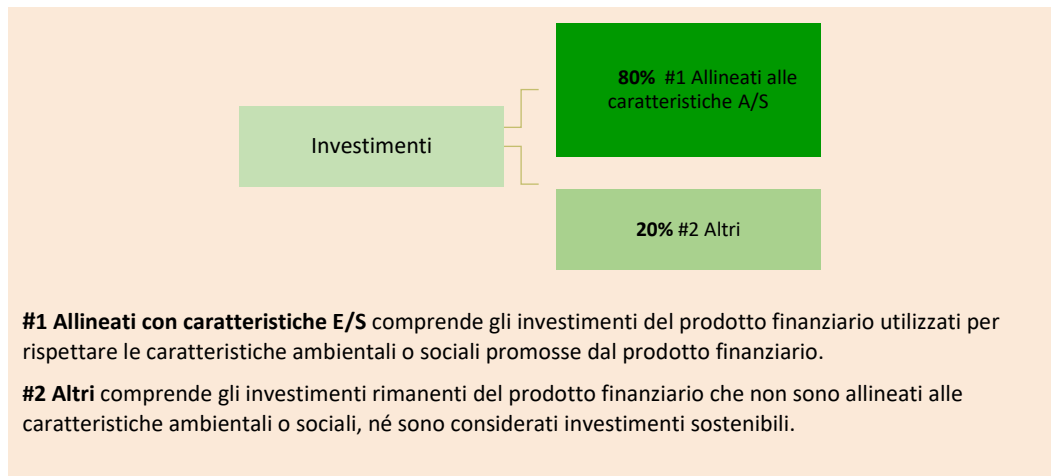 80% #1 Allineati alle
caratteristiche A/S
Investimenti
20% #2 Altri
#1 Allineati con caratteristiche E/S comprende gli investimenti del prodotto finanziario utilizzati per
rispettare le caratteristiche ambientali o sociali promosse dal prodotto finanziario.
#2 Altri comprende gli investimenti rimanenti del prodotto finanziario che non sono allineati alle
caratteristiche ambientali o sociali, né sono considerati investimenti sostenibili.